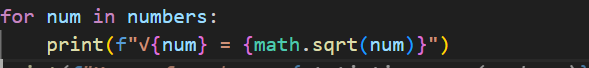 for num in numbers:
    print(f"√{num} = {math.sqrt(num)}")